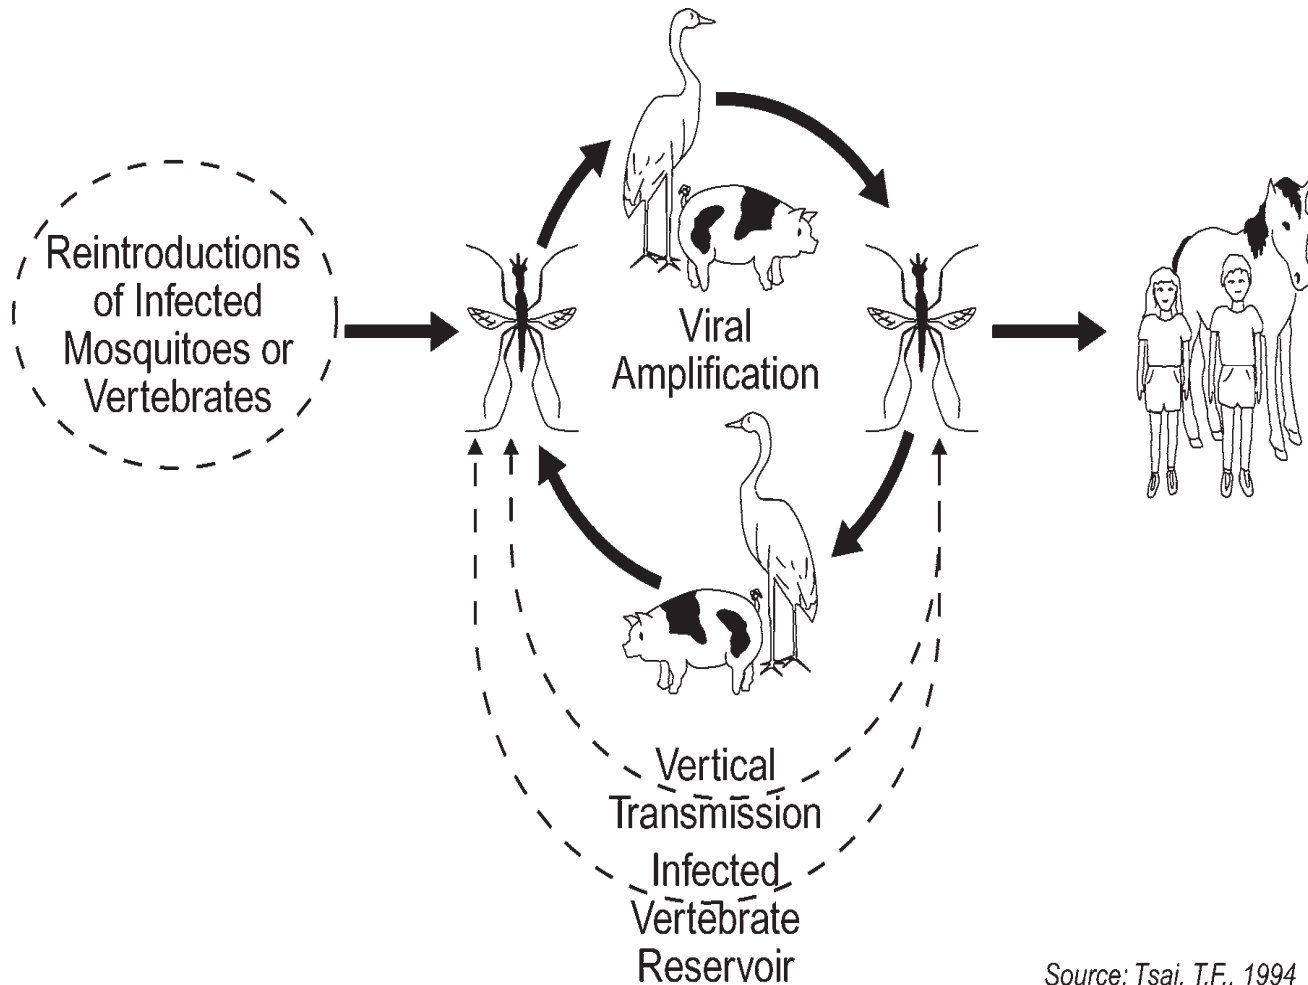 Reintroductions
of Infected
Mosquitoes or
Vertebrates
Viral
Amplification
Vertical
Transmission
Infected
Vertebrate
Reservoir
Source: Tsai, T.F., 1994